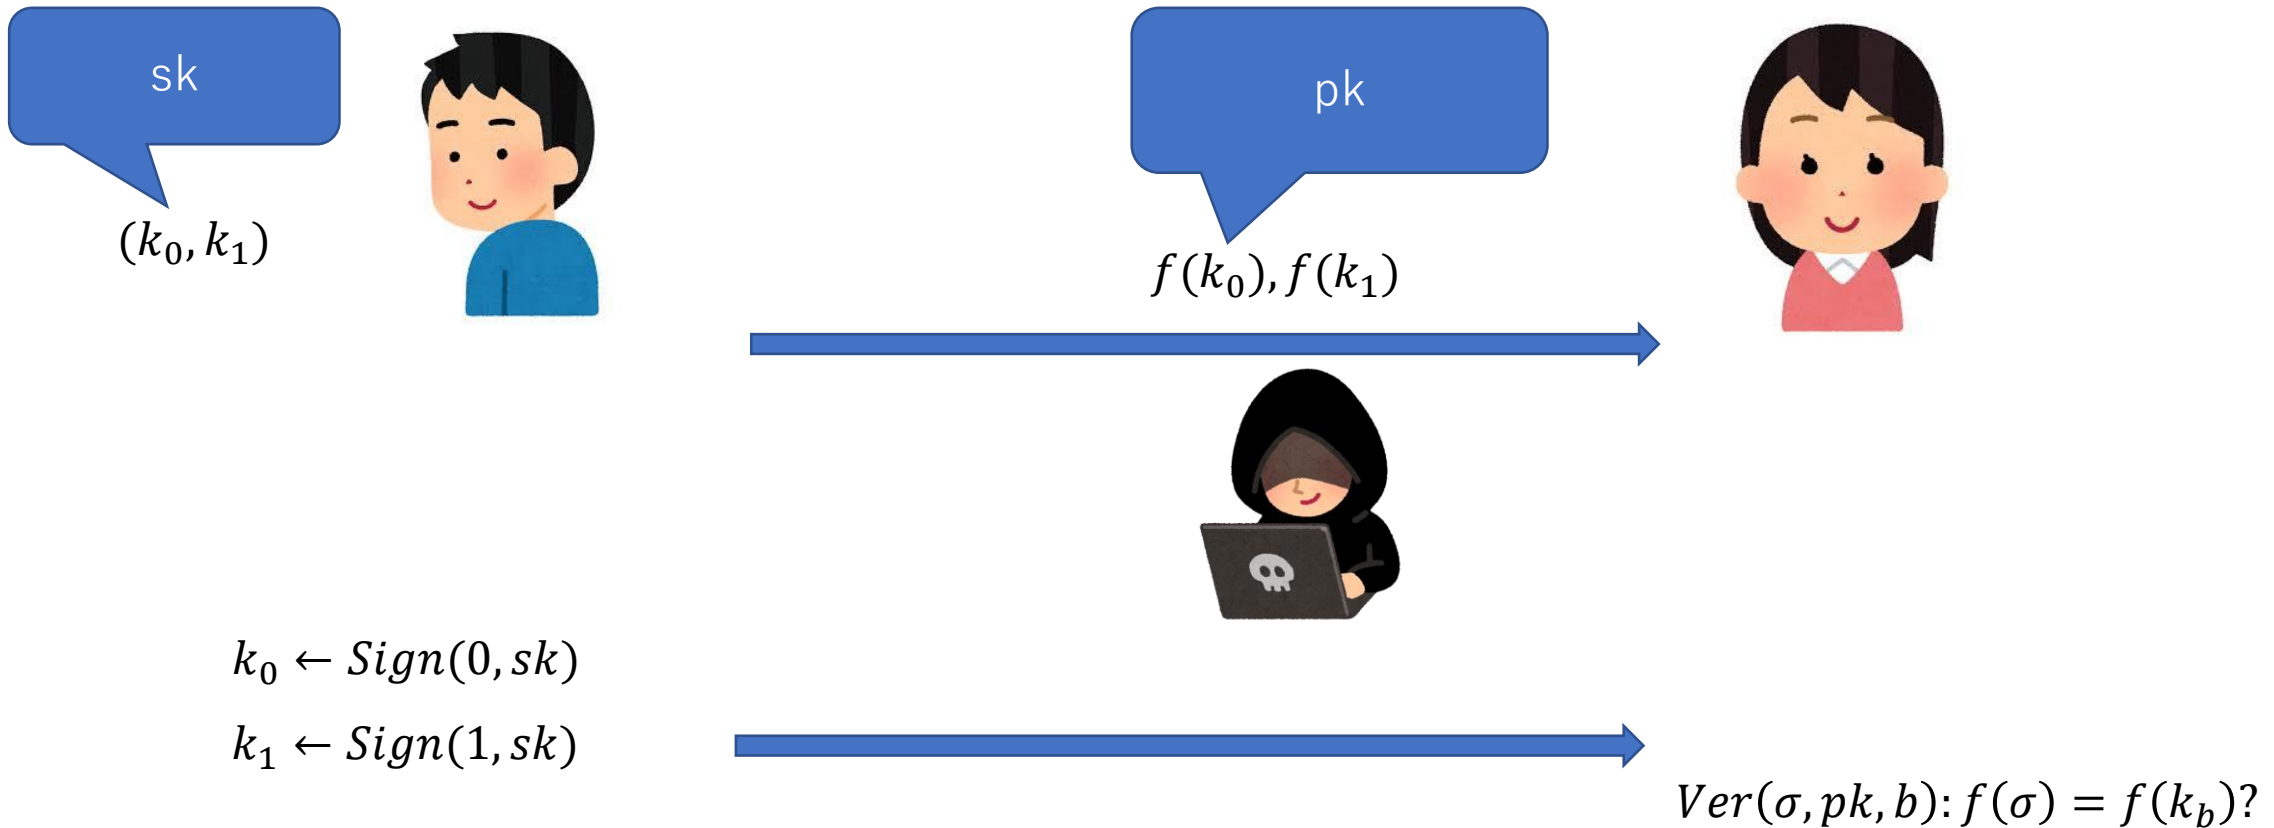 sk
(k₀, k₁)
pk
f(k₀), f(k₁)
k₀ ← Sign(0, sk)
k₁ ← Sign(1, sk)
Ver(σ, pk, b): f(σ) = f(k_b)?